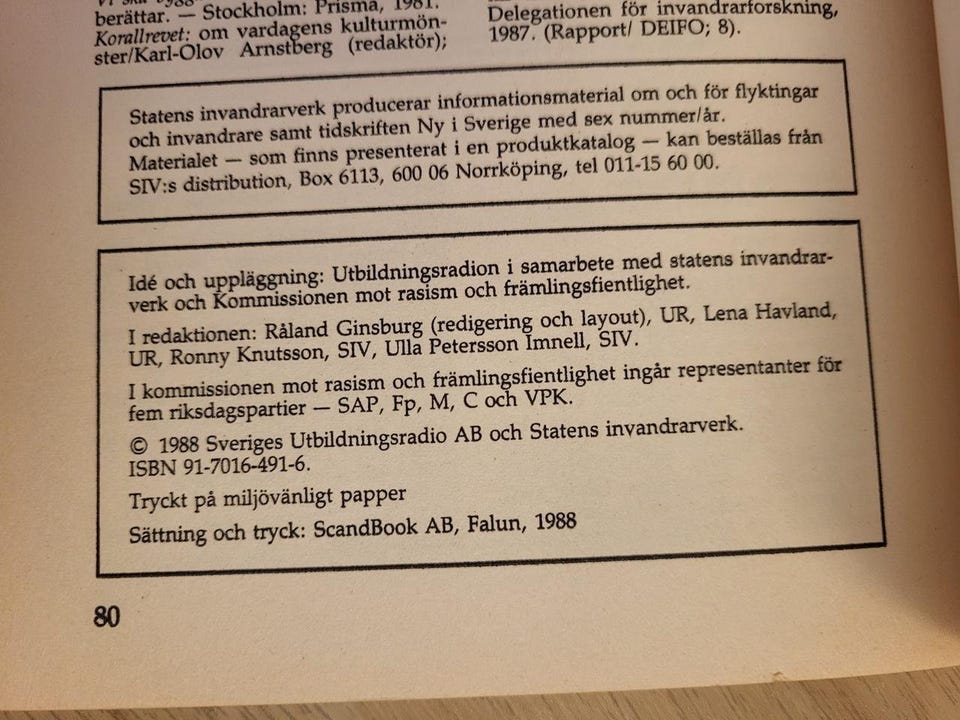 berättar. — Stockholm: Prisma, 1981.
Korallrevet: om vardagens kulturmön-
ster/Karl-Olov Arnstberg (redaktör);
Delegationen för invandrarforskning,
1987. (Rapport/ DEIFO; 8).
Statens invandrarverk producerar informationsmaterial om och för flyktingar
och invandrare samt tidskriften Ny i Sverige med sex nummer/år.
Materialet — som finns presenterat i en produktkatalog — kan beställas från
SIV:s distribution, Box 6113, 600 06 Norrköping, tel 011-15 60 00.
Idé och uppläggning: Utbildningsradion i samarbete med statens invandrar-
verk och Kommissionen mot rasism och främlingsfientlighet.
I redaktionen: Råland Ginsburg (redigering och layout), UR, Lena Havland,
UR, Ronny Knutsson, SIV, Ulla Petersson Imnell, SIV.
I kommissionen mot rasism och främlingsfientlighet ingår representanter för
fem riksdagspartier — SAP, Fp, M, C och VPK.
© 1988 Sveriges Utbildningsradio AB och Statens invandrarverk.
ISBN 91-7016-491-6.
Tryckt på miljövänligt papper
Sättning och tryck: ScandBook AB, Falun, 1988
80